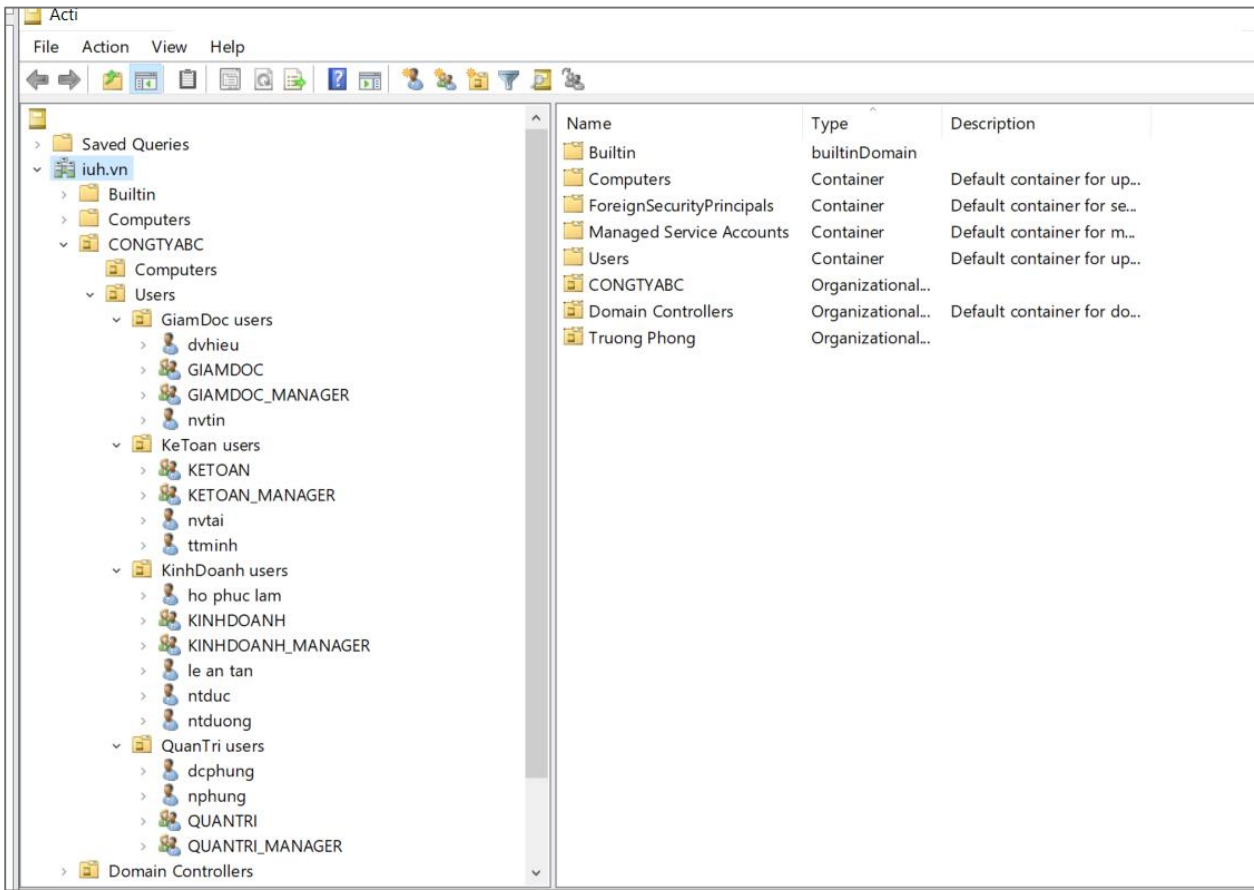 Acti
File Action View Help
Saved Queries
iuh.vn
Builtin
Computers
CONGTYABC
Computers
Users
GiamDoc users
dvhieu
GIAMDOC
GIAMDOC_MANAGER
nvtin
KeToan users
KETOAN
KETOAN_MANAGER
nvtai
ttminh
KinhDoanh users
ho phuc lam
KINHDOANH
KINHDOANH_MANAGER
le an tan
ntduc
ntduong
QuanTri users
dcphung
nphung
QUANTRI
QUANTRI_MANAGER
Domain Controllers
Name Type Description
Builtin builtinDomain
Computers Container Default container for up...
ForeignSecurityPrincipals Container Default container for se...
Managed Service Accounts Container Default container for m...
Users Container Default container for up...
CONGTYABC Organizational...
Domain Controllers Organizational... Default container for do...
Truong Phong Organizational...